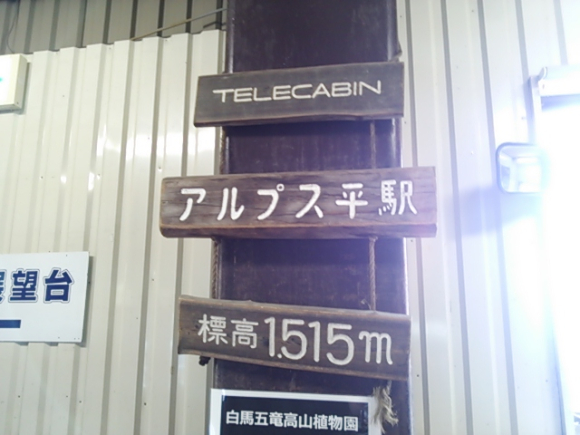 TELECABIN
アルプス平駅
標高1.515m
展望台
白馬五竜高山植物園